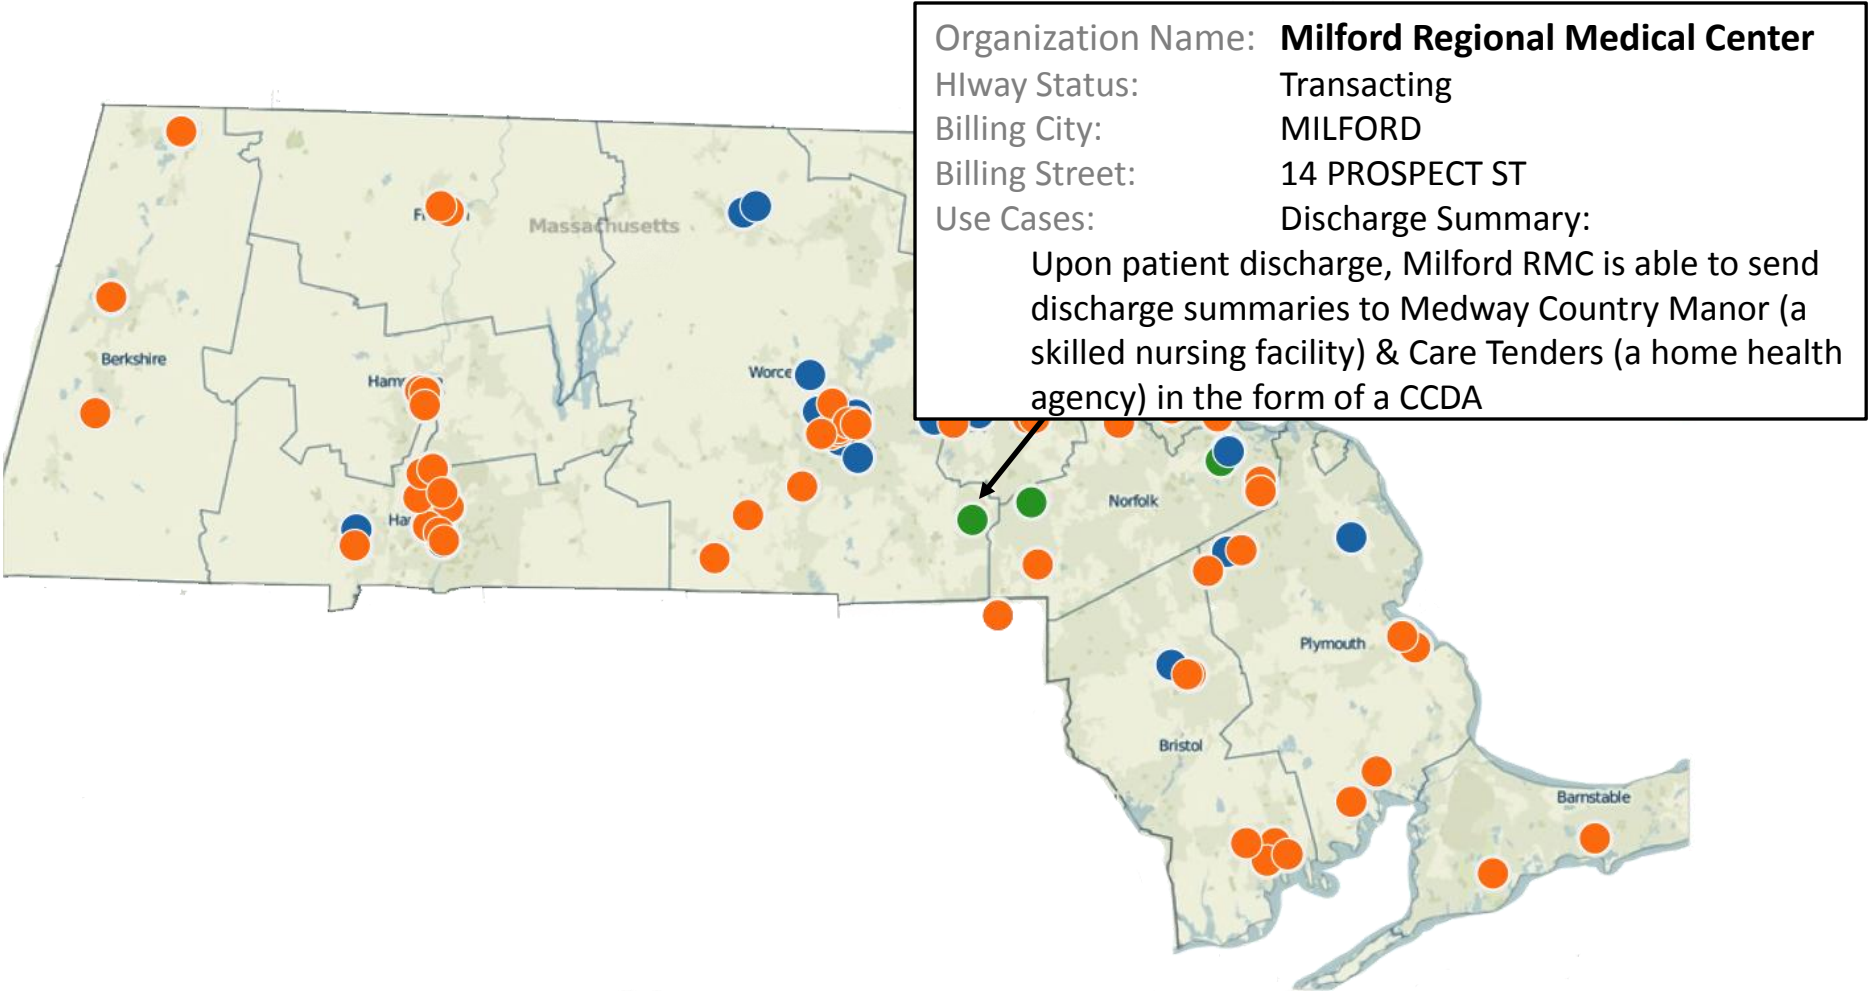 Organization Name: Milford Regional Medical Center
HIway Status: Transacting
Billing City: MILFORD
Billing Street: 14 PROSPECT ST
Use Cases: Discharge Summary:
Upon patient discharge, Milford RMC is able to send
discharge summaries to Medway Country Manor (a
skilled nursing facility) & Care Tenders (a home health
agency) in the form of a CCDA
Massachusetts
Berkshire
Norfolk
Plymouth
Bristol
Barnstable